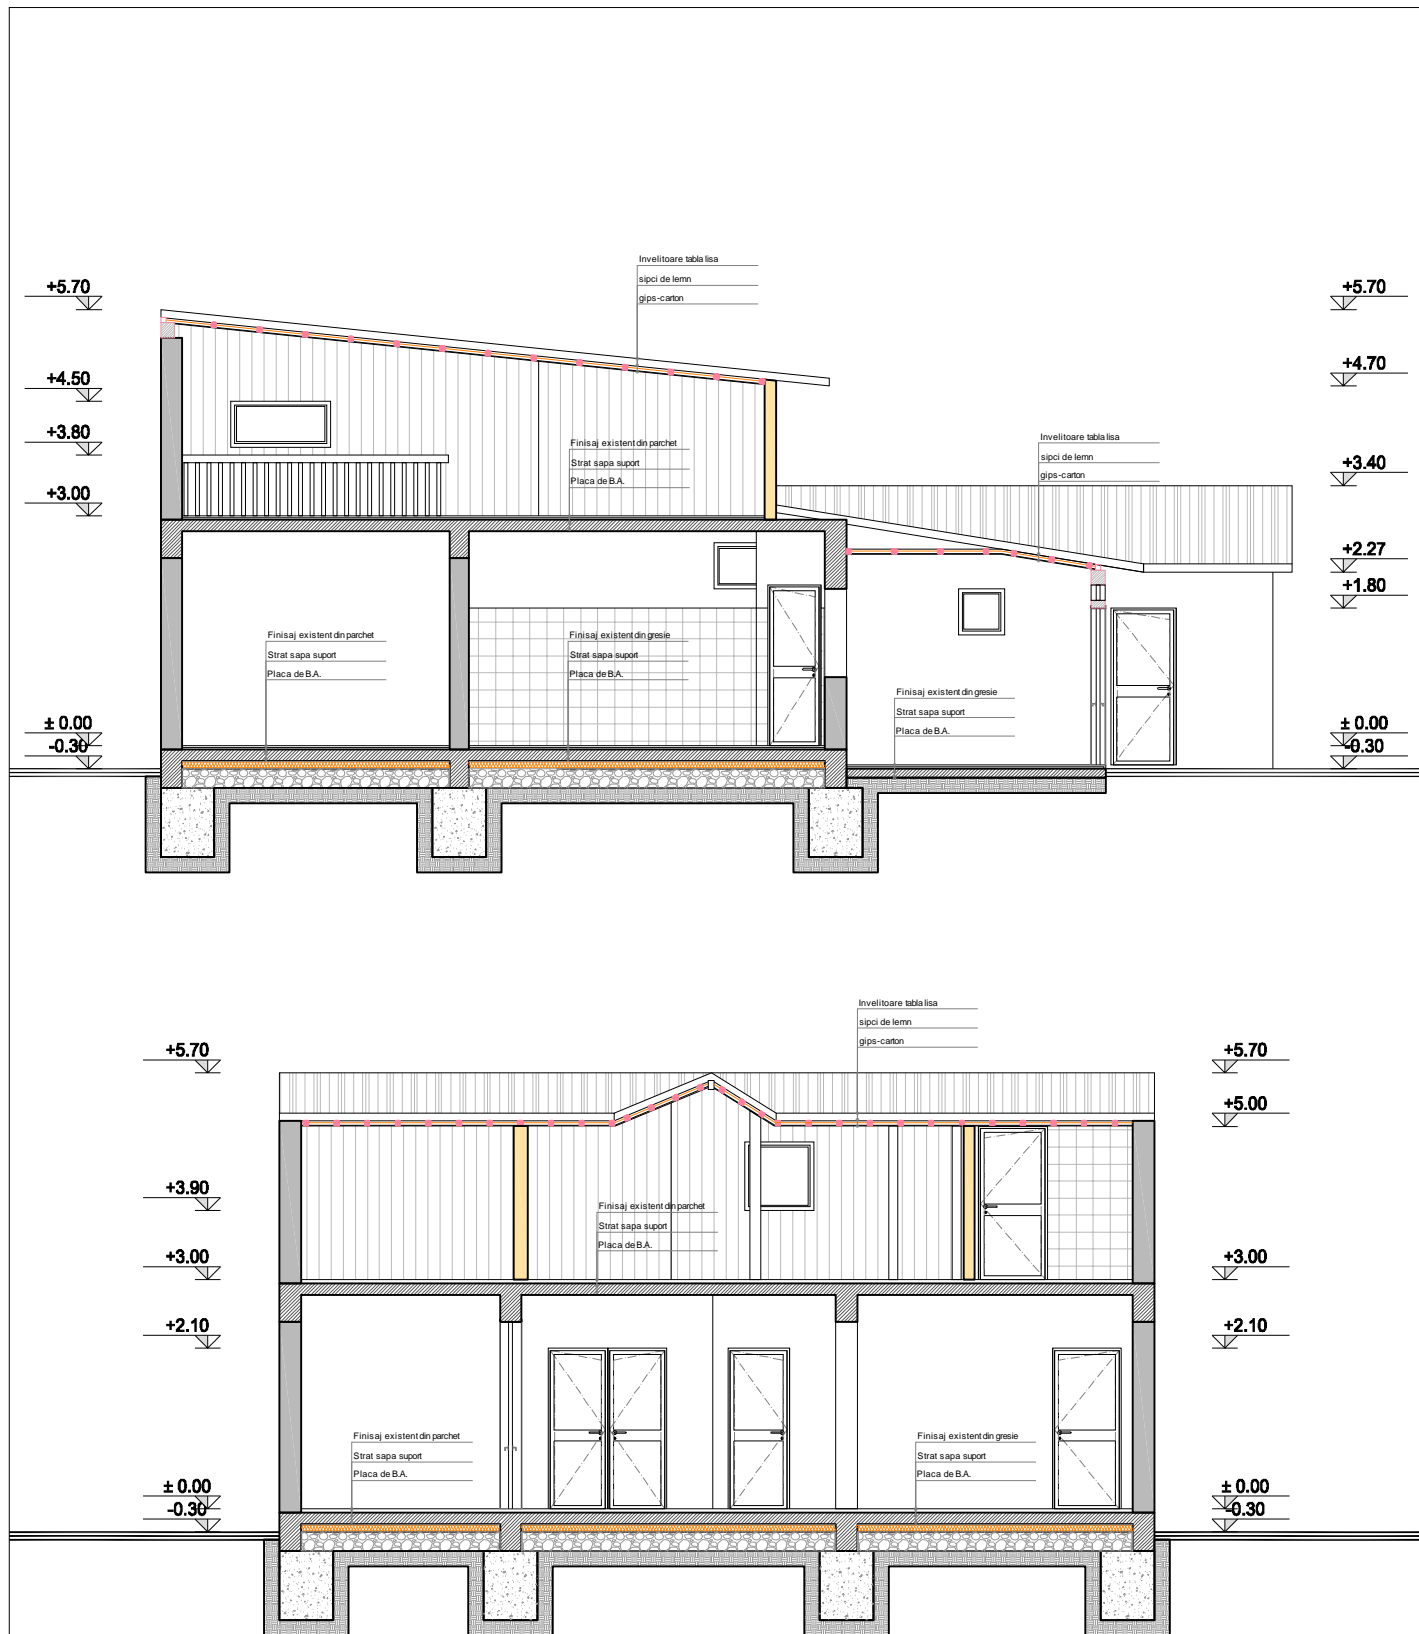 Invelitoare tabla lisa
sipci de lemn
gips-carton
+5.70
+5.70
+4.70
+4.50
+3.80
+3.40
+3.00
Invelitoare tabla lisa
sipci de lemn
gips-carton
Finisaj existent din parchet
Strat sapa suport
Placa de B.A.
+2.27
+1.80
Finisaj existent din parchet
Strat sapa suport
Placa de B.A.
Finisaj existent din gresie
Strat sapa suport
Placa de B.A.
Finisaj existent din gresie
Strat sapa suport
Placa de B.A.
± 0.00
-0.30
± 0.00
-0.30
Invelitoare tabla lisa
sipci de lemn
gips-carton
+5.70
+5.70
+5.00
+3.90
Finisaj existent din parchet
Strat sapa suport
Placa de B.A.
+3.00
+3.00
+2.10
+2.10
Finisaj existent din parchet
Strat sapa suport
Placa de B.A.
Finisaj existent din gresie
Strat sapa suport
Placa de B.A.
± 0.00
-0.30
± 0.00
-0.30